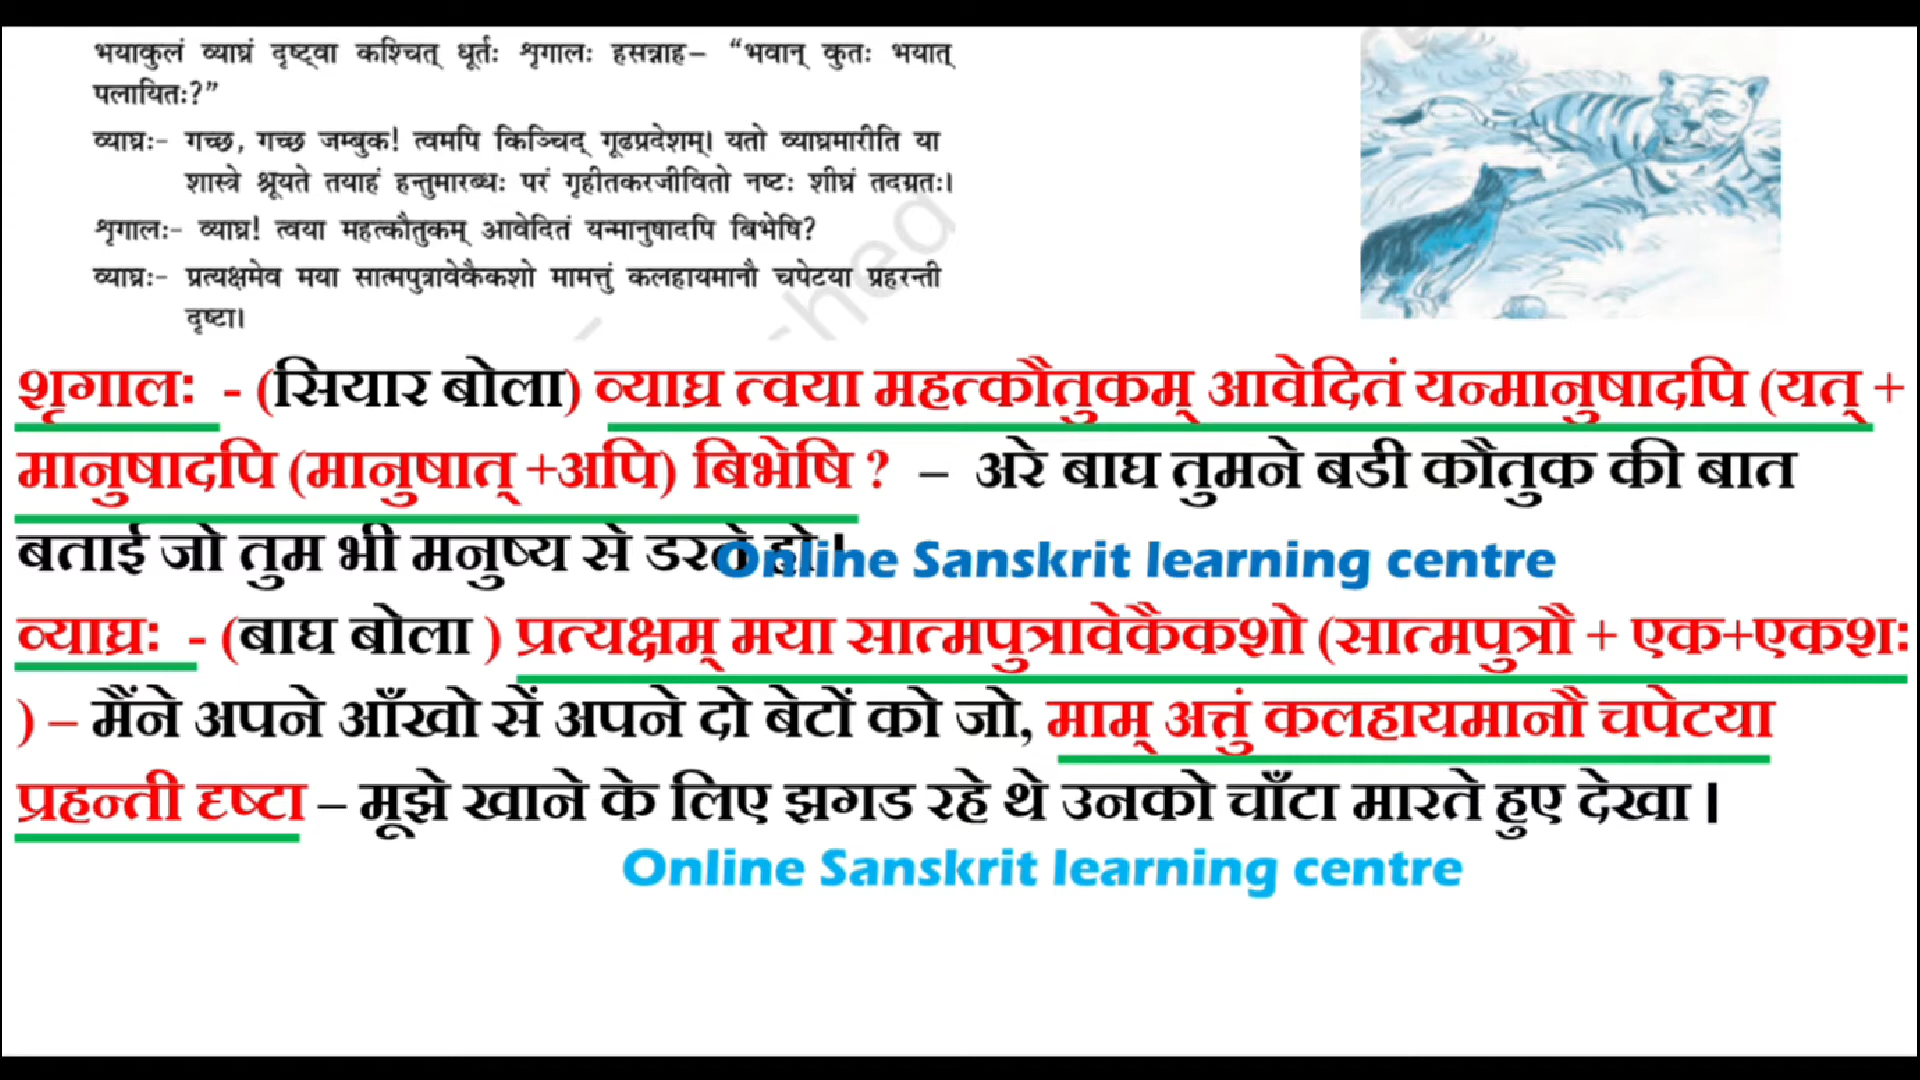 भयाकुलं व्याघ्रं दृष्ट्वा कश्चित् धूर्तः शृगालः हसन्नाह– “भवान् कुतः भयात्
पलायितः?”
व्याघ्रः– गच्छ, गच्छ जम्बुक! त्वमपि किञ्चिद् गूढप्रदेशम्। यतो व्याघ्रमारीति या
शास्त्रे श्रूयते तयाहं हन्तुमारब्धः परं गृहीतकरजीवितो नष्टः शीघ्रं तदग्रतः।
शृगालः– व्याघ्र! त्वया महत्कौतुकम् आवेदितं यन्मानुषादपि बिभेषि?
व्याघ्रः– प्रत्यक्षमेव मया सात्मपुत्रावेकैकशो मामत्तुं कलहायमानौ चपेटया प्रहरन्ती
दृष्टा।
शृगालः - (सियार बोला) व्याघ्र त्वया महत्कौतुकम् आवेदितं यन्मानुषादपि (यत् +
मानुषादपि (मानुषात् +अपि) बिभेषि ? – अरे बाघ तुमने बडी कौतुक की बात
बताई जो तुम भी मनुष्य से डरते हो।
Online Sanskrit learning centre
व्याघ्रः - (बाघ बोला ) प्रत्यक्षम् मया सात्मपुत्रावेकैकशो (सात्मपुत्रौ + एक+एकशः
) – मैंने अपने आँखो सें अपने दो बेटों को जो, माम् अत्तुं कलहायमानौ चपेटया
प्रहन्ती दृष्टा – मूझे खाने के लिए झगड रहे थे उनको चाँटा मारते हुए देखा ।
Online Sanskrit learning centre